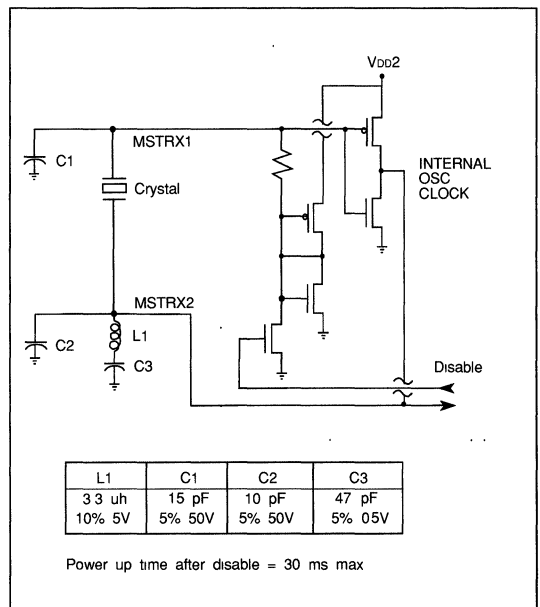 VDD2
MSTRX1
C1
Crystal
INTERNAL
OSC
CLOCK
MSTRX2
L1
C2
C3
Disable
L1 C1 C2 C3
3 3 uh 15 pF 10 pF 47 pF
10% 5V 5% 50V 5% 50V 5% 05V
Power up time after disable = 30 ms max